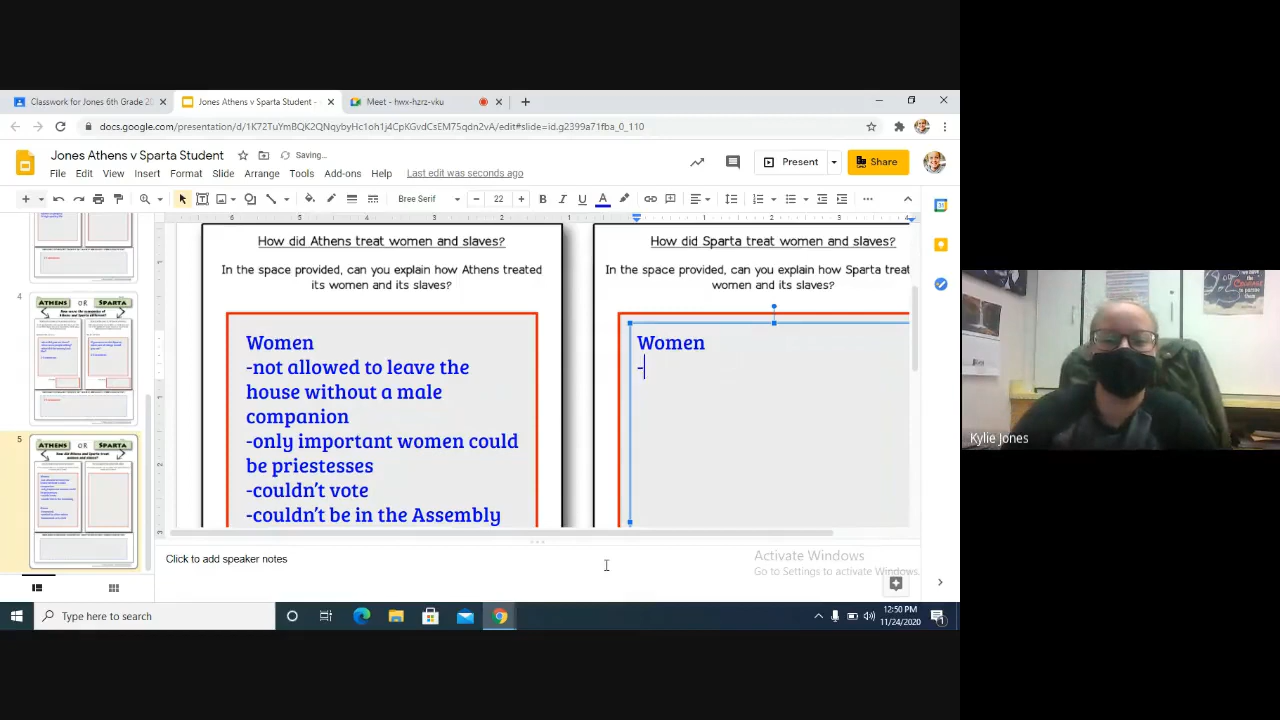 Classwork for Jones 6th Grade 2
Jones Athens v Sparta Student -
Meet - hwx-hzrz-vku
docs.google.com/presentation/d/1K72TuYmBQK2QNqybyHc1oh1j4CpKGvdCsEM7Sqdn2vA/edit#slide=id.g2399a71fba_0_110
Jones Athens v Sparta Student
Saving...
Present
Share
File Edit View Insert Format Slide Arrange Tools Add-ons Help
Last edit was seconds ago
Bree Serif
22
4
ATHENS OR SPARTA
5
ATHENS OR SPARTA
How did Athens treat women and slaves?
In the space provided, can you explain how Athens treated
its women and its slaves?
Women
-not allowed to leave the
house without a male
companion
-only important women could
be priestesses
-couldn't vote
-couldn't be in the Assembly
How did Sparta treat women and slaves?
In the space provided, can you explain how Sparta treat
women and its slaves?
Women
-
Click to add speaker notes
Activate Windows
Go to Settings to activate Windows.
Type here to search
12:50 PM
11/24/2020
Kylie Jones